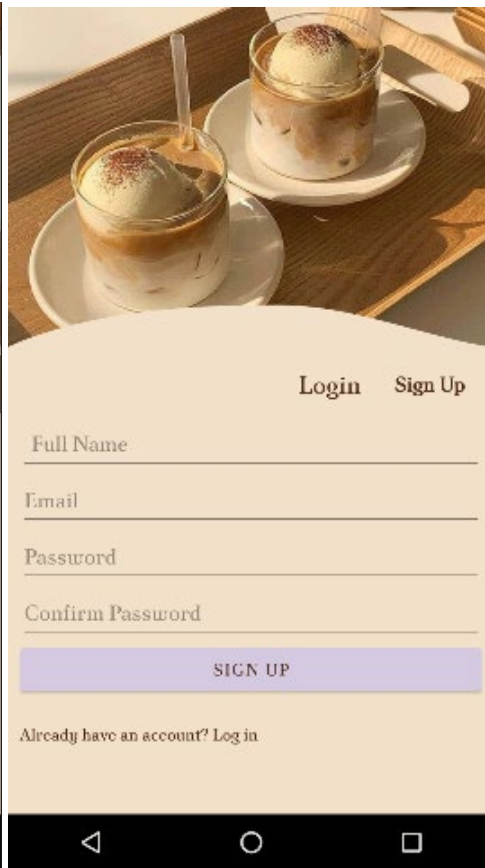 Login Sign Up
Full Name
Email
Password
Confirm Password
SIGN UP
Already have an account? Log in